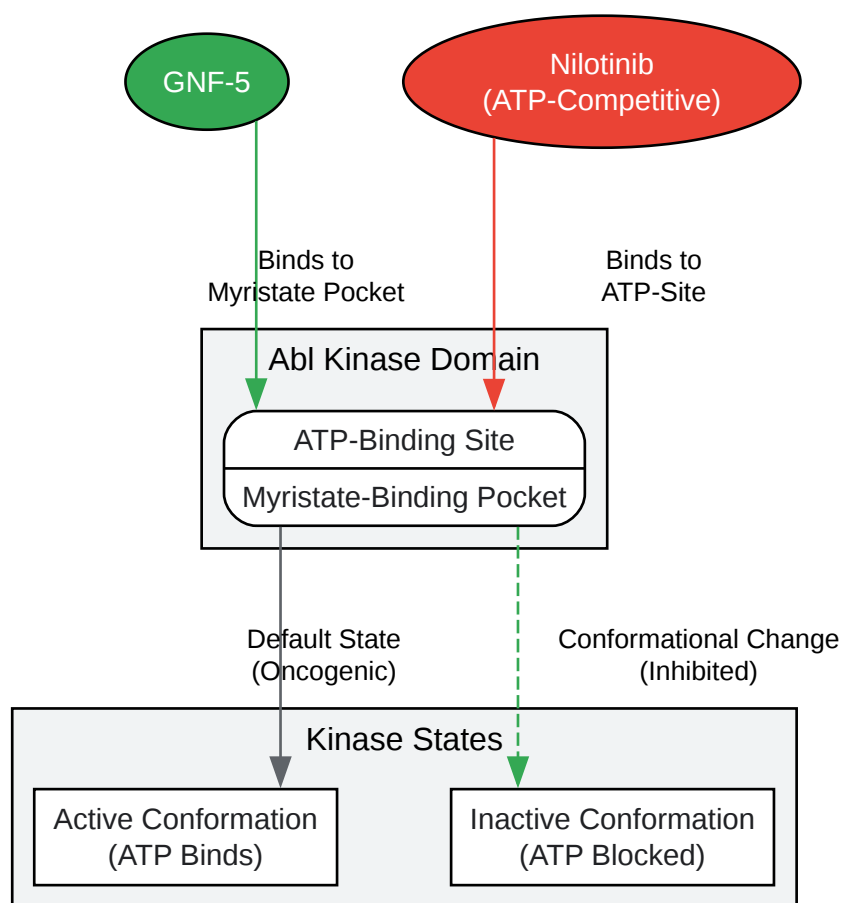 GNF-5
Nilotinib
(ATP-Competitive)
Binds to
Myristate Pocket
Binds to
ATP-Site
Abl Kinase Domain
ATP-Binding Site
Myristate-Binding Pocket
Default State
(Oncogenic)
Conformational Change
(Inhibited)
Kinase States
Active Conformation
(ATP Binds)
Inactive Conformation
(ATP Blocked)